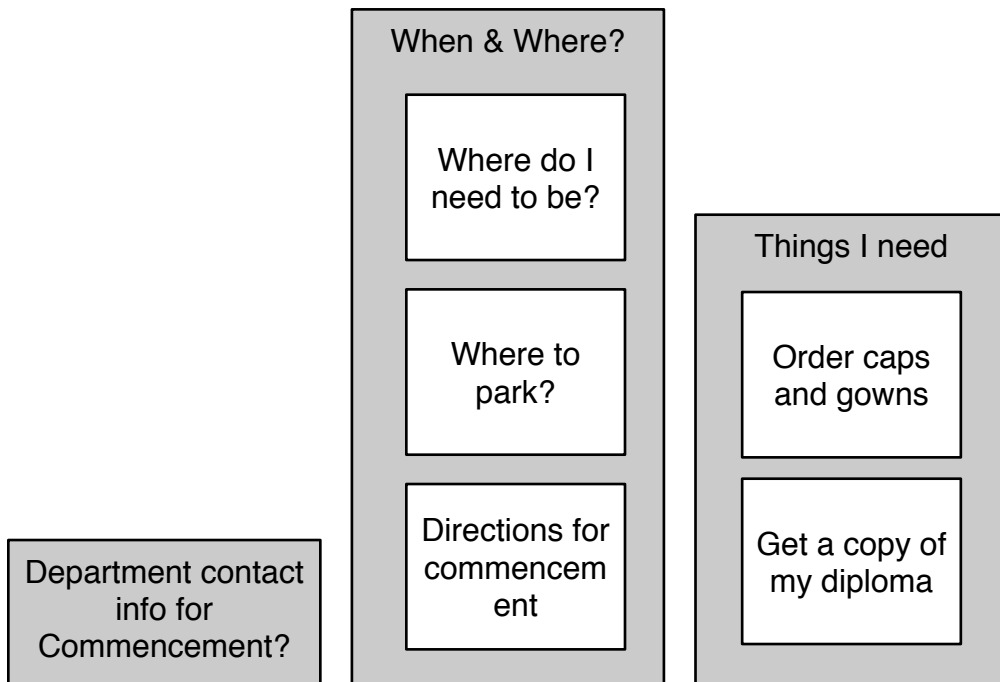 When & Where?
Where do I
need to be?
Where to
park?
Directions for
commencem
ent
Things I need
Order caps
and gowns
Get a copy of
my diploma
Department contact
info for
Commencement?